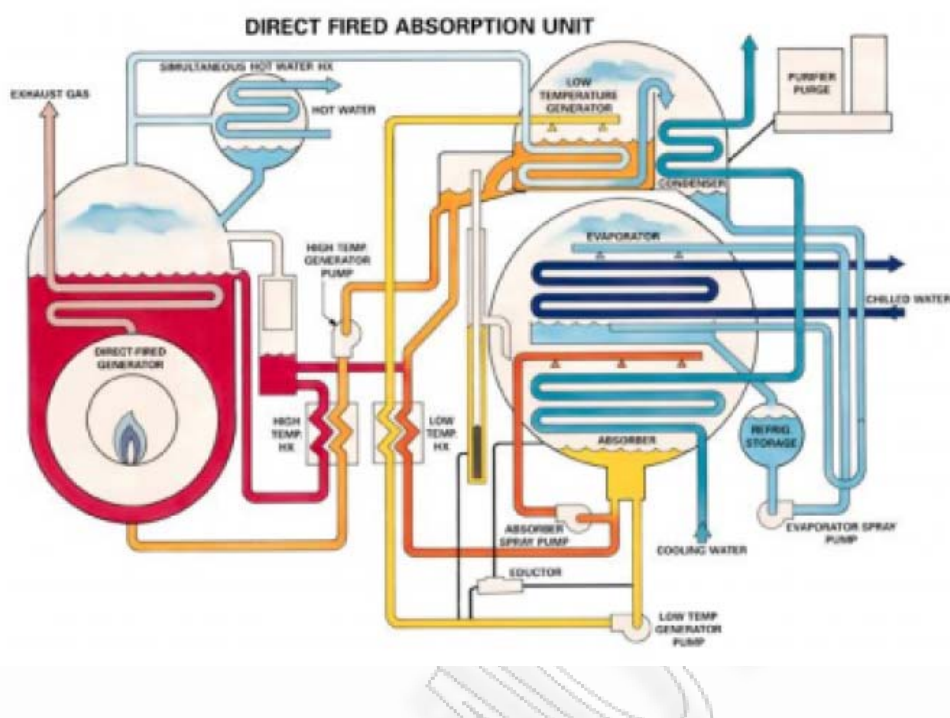 DIRECT FIRED ABSORPTION UNIT
SIMULTANEOUS HOT WATER HX
EXHAUST GAS
HOT WATER
LOW
TEMPERATURE
GENERATOR
PURIFIER
PURGE
CONDENSER
EVAPORATOR
HIGH TEMP.
GENERATOR
PUMP
CHILLED WATER
DIRECT-FIRED
GENERATOR
HIGH
TEMP.
HX
LOW
TEMP.
HX
REFRIG.
STORAGE
ABSORBER
ABSORBER
SPRAY PUMP
EVAPORATOR SPRAY
PUMP
COOLING WATER
EDUCTOR
LOW TEMP
GENERATOR
PUMP